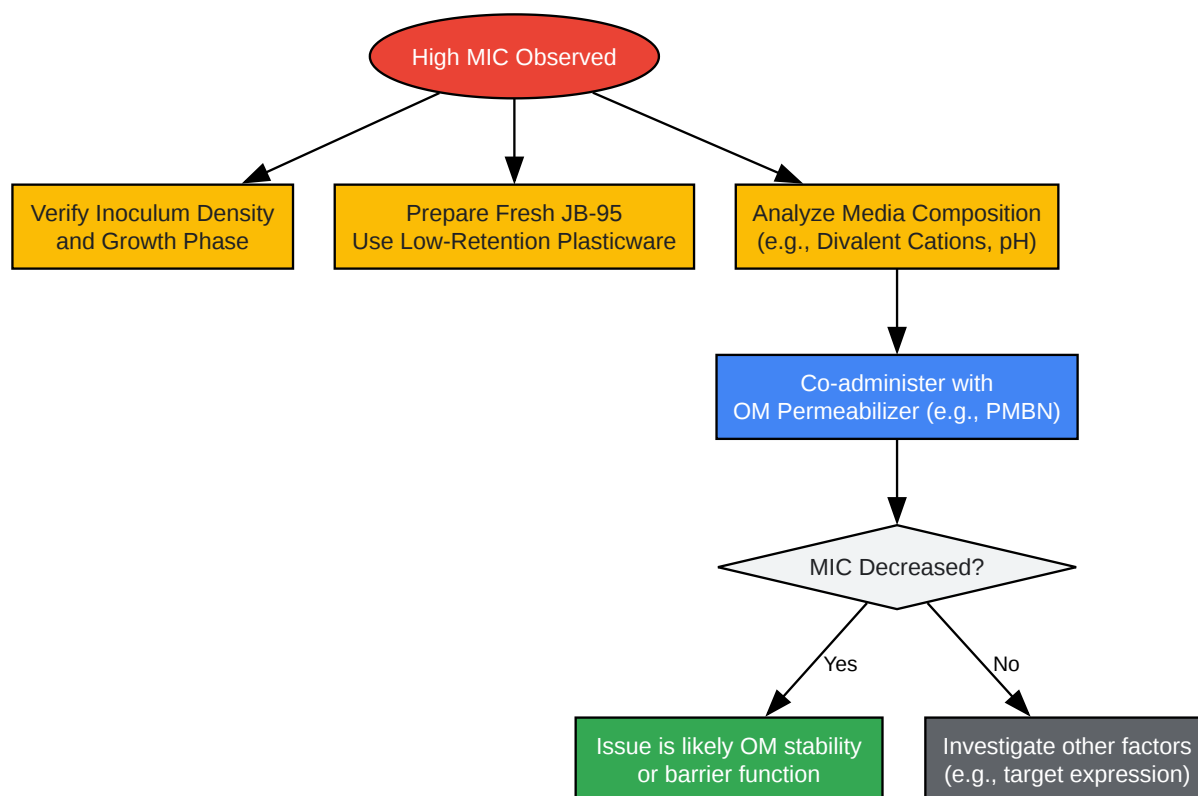 High MIC Observed
Verify Inoculum Density
and Growth Phase
Prepare Fresh JB-95
Use Low-Retention Plasticware
Analyze Media Composition
(e.g., Divalent Cations, pH)
Co-administer with
OM Permeabilizer (e.g., PMBN)
MIC Decreased?
Yes
No
Issue is likely OM stability
or barrier function
Investigate other factors
(e.g., target expression)